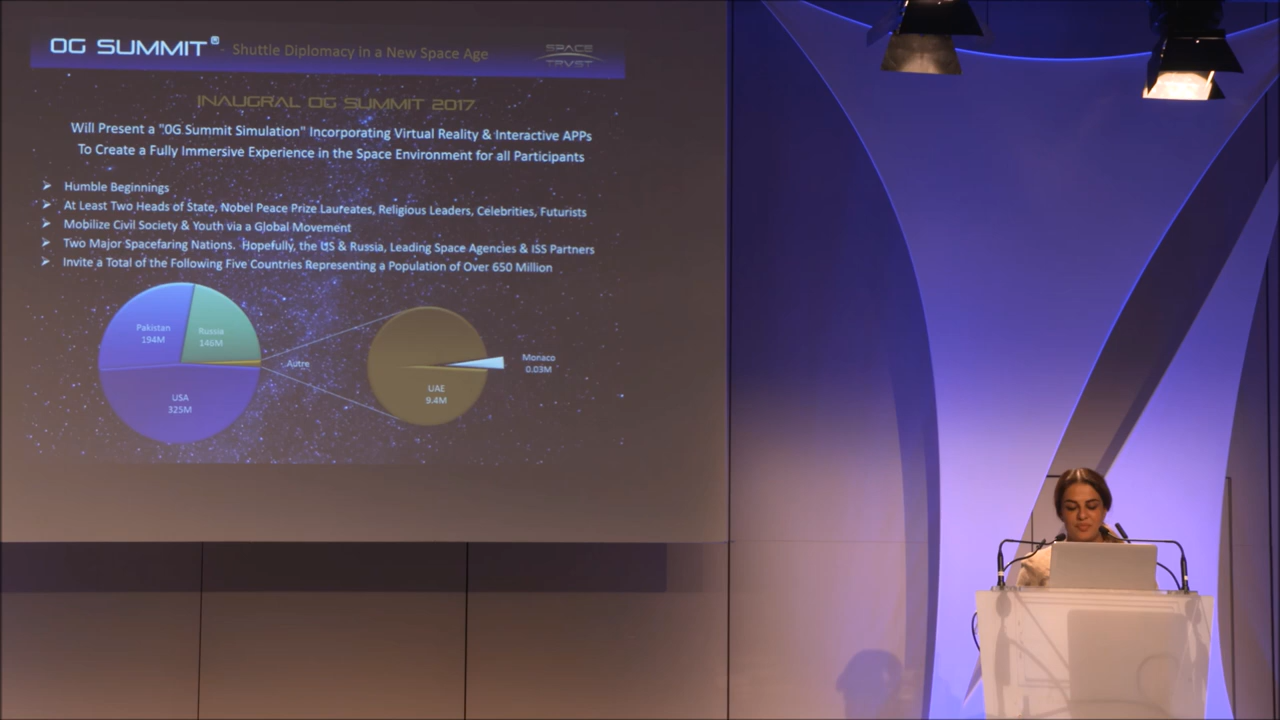 0G SUMMIT® - Shuttle Diplomacy in a New Space Age
SPACE TRVST
INAUGRAL 0G SUMMIT 2017
Will Present a "0G Summit Simulation" Incorporating Virtual Reality & Interactive APPs
To Create a Fully Immersive Experience in the Space Environment for all Participants
➢ Humble Beginnings
➢ At Least Two Heads of State, Nobel Peace Prize Laureates, Religious Leaders, Celebrities, Futurists
➢ Mobilize Civil Society & Youth via a Global Movement
➢ Two Major Spacefaring Nations. Hopefully, the US & Russia, Leading Space Agencies & ISS Partners
➢ Invite a Total of the Following Five Countries Representing a Population of Over 650 Million
Pakistan
194M
Russia
146M
USA
325M
Autre
UAE
9.4M
Monaco
0.03M